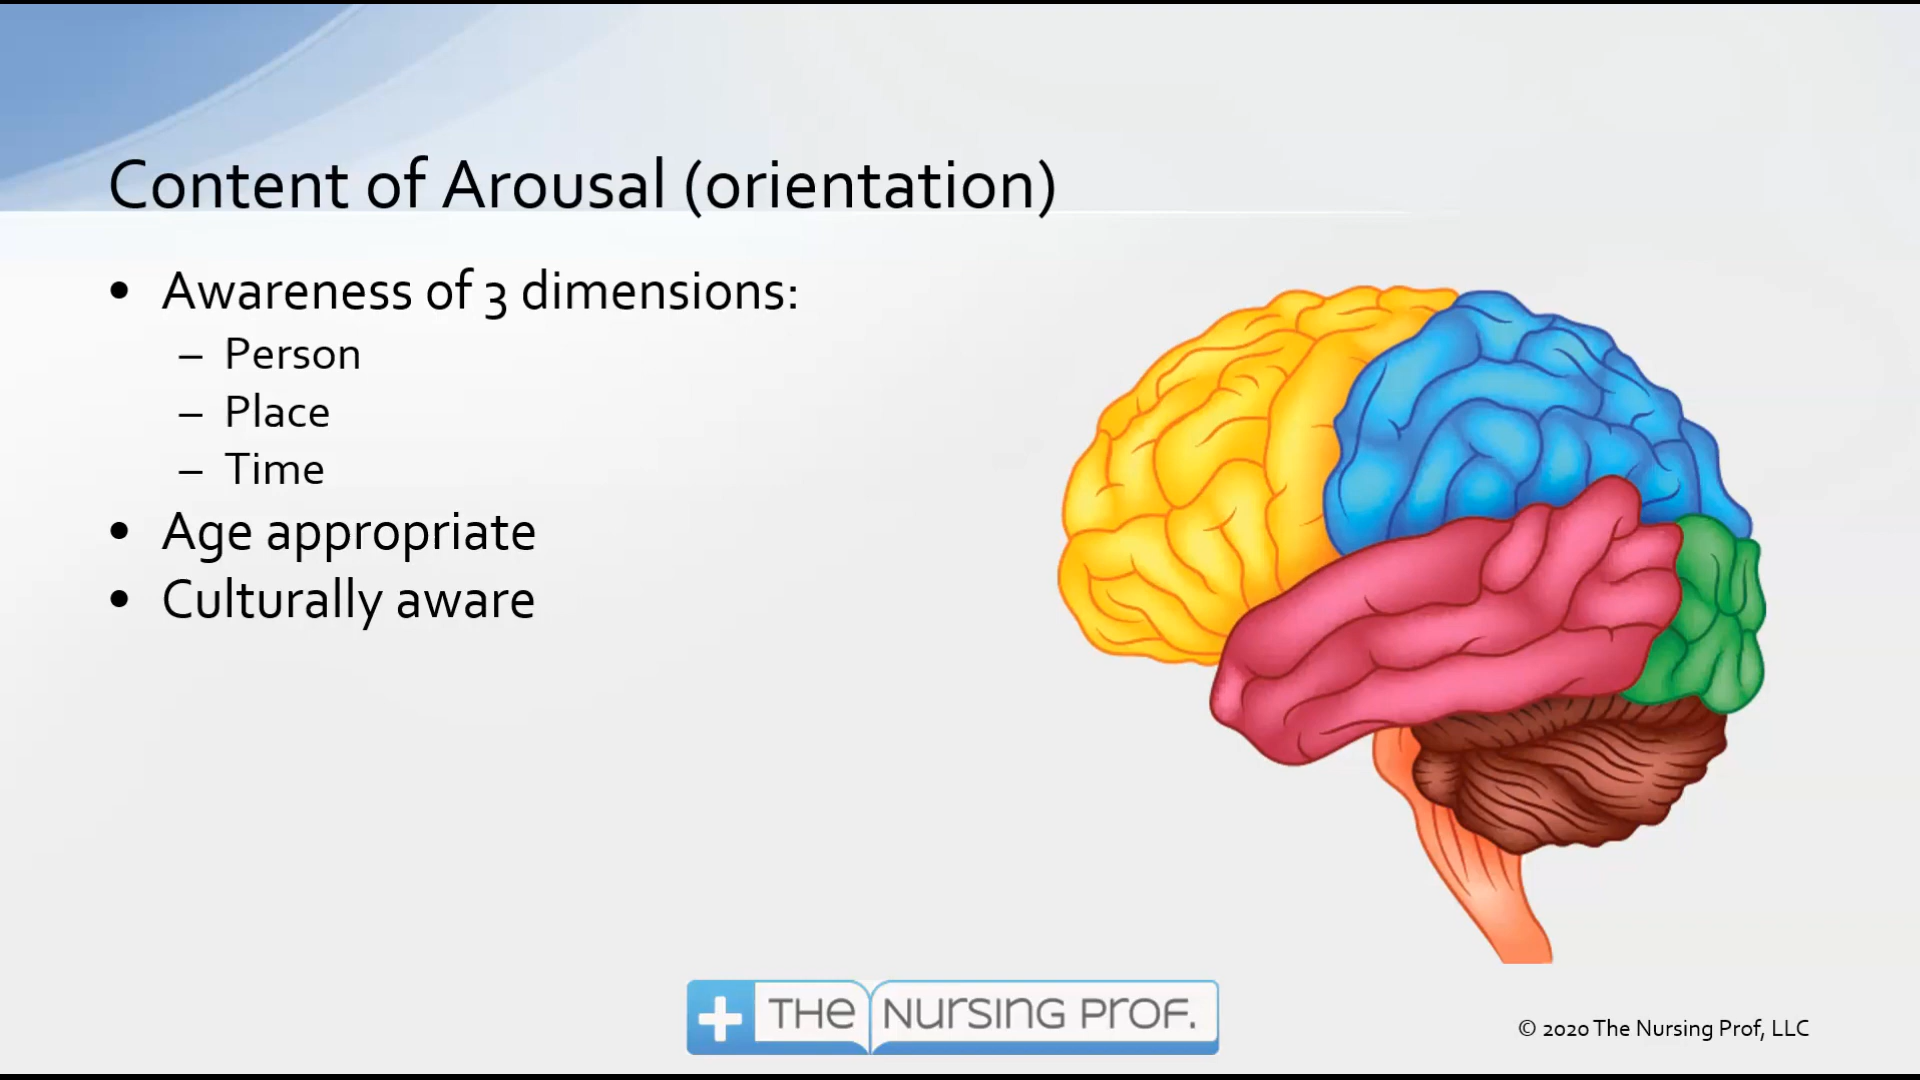 Content of Arousal (orientation)
• Awareness of 3 dimensions:
– Person
– Place
– Time
• Age appropriate
• Culturally aware
THE NURSING PROF.
© 2020 The Nursing Prof, LLC